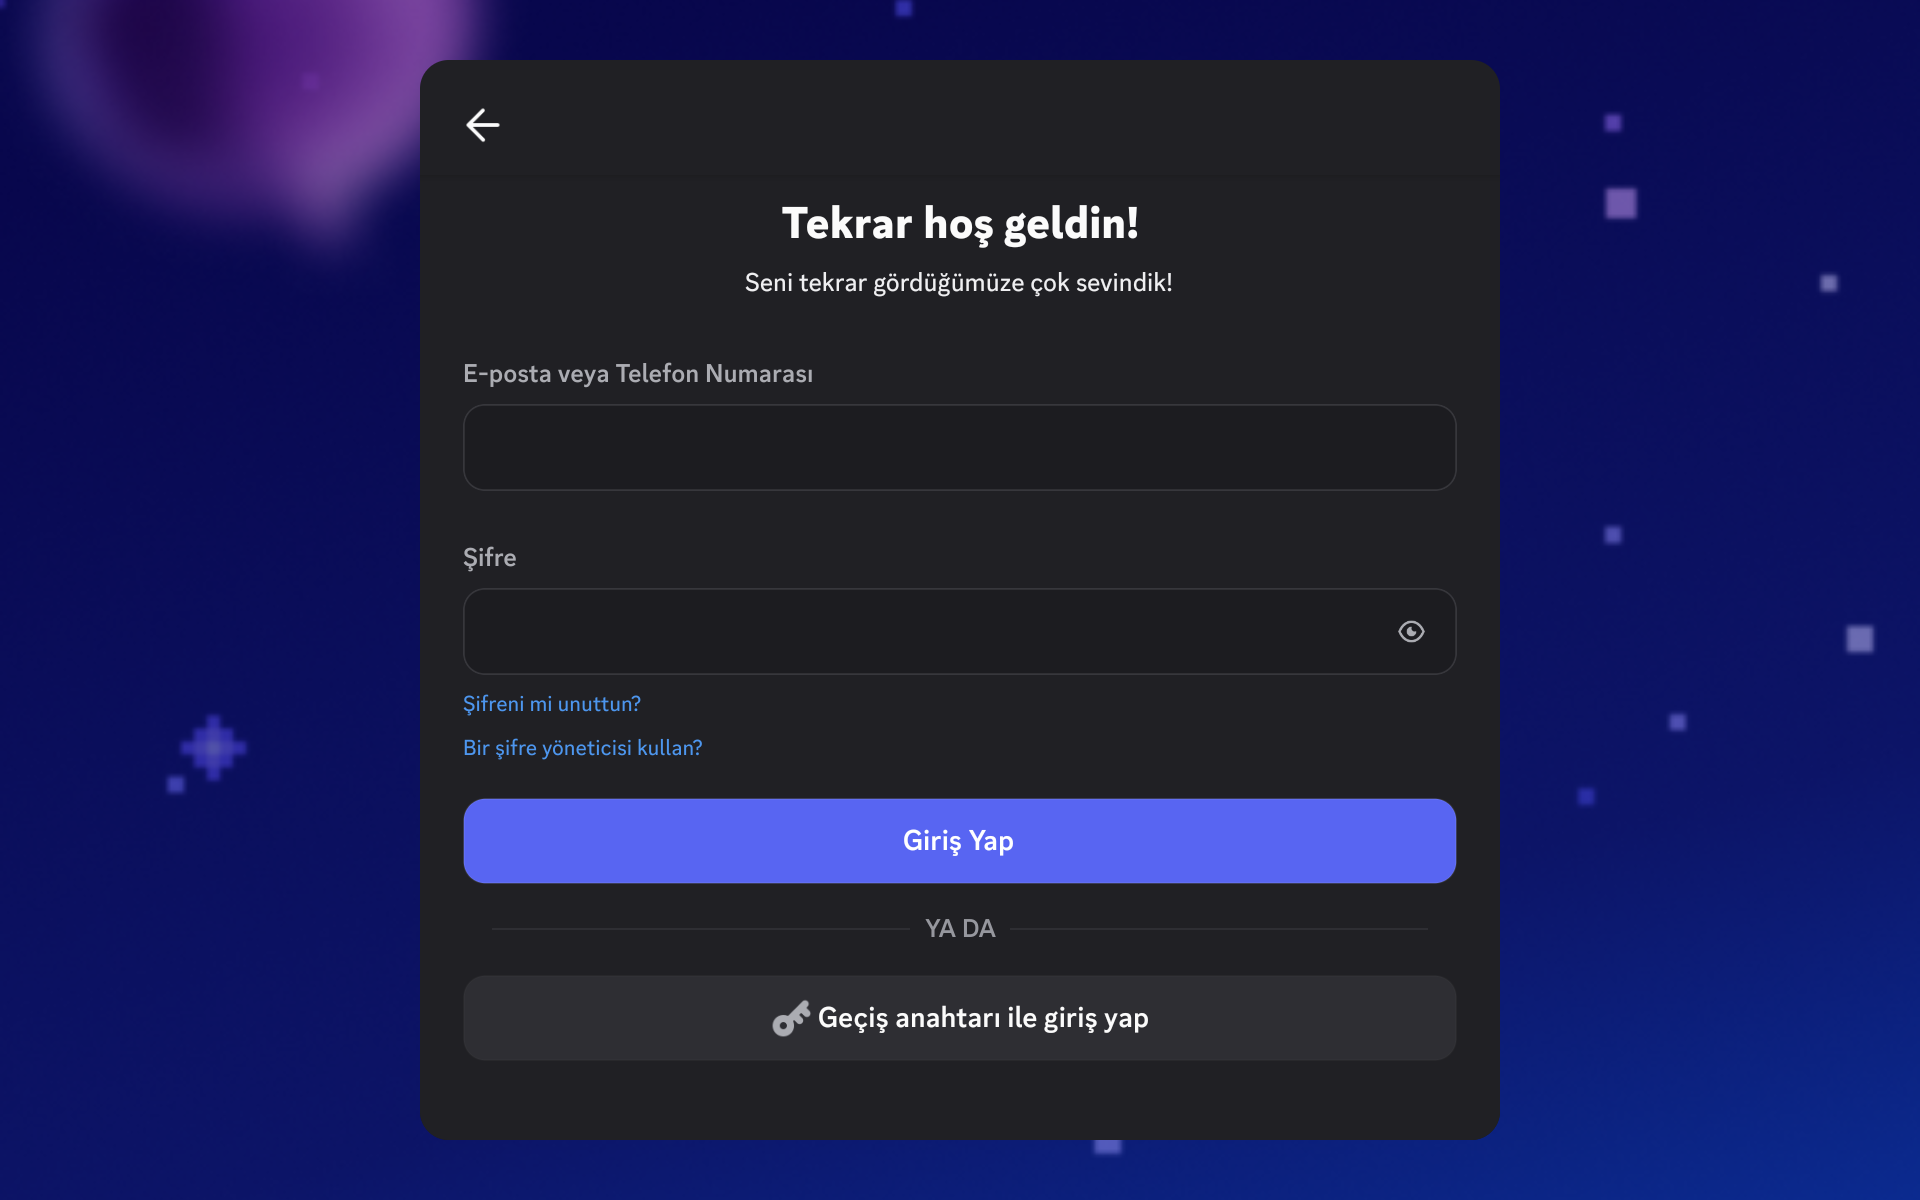 Tekrar hoş geldin!
Seni tekrar gördüğümüze çok sevindik!
E-posta veya Telefon Numarası
Şifre
Şifreni mi unuttun?
Bir şifre yöneticisi kullan?
Giriş Yap
YA DA
Geçiş anahtarı ile giriş yap